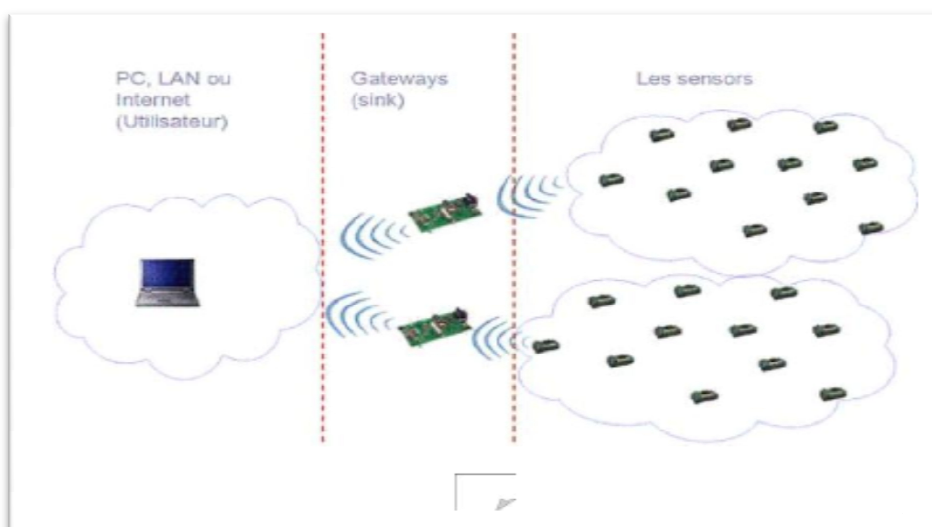 PC, LAN ou
Internet
(Utilisateur)
Gateways
(sink)
Les sensors